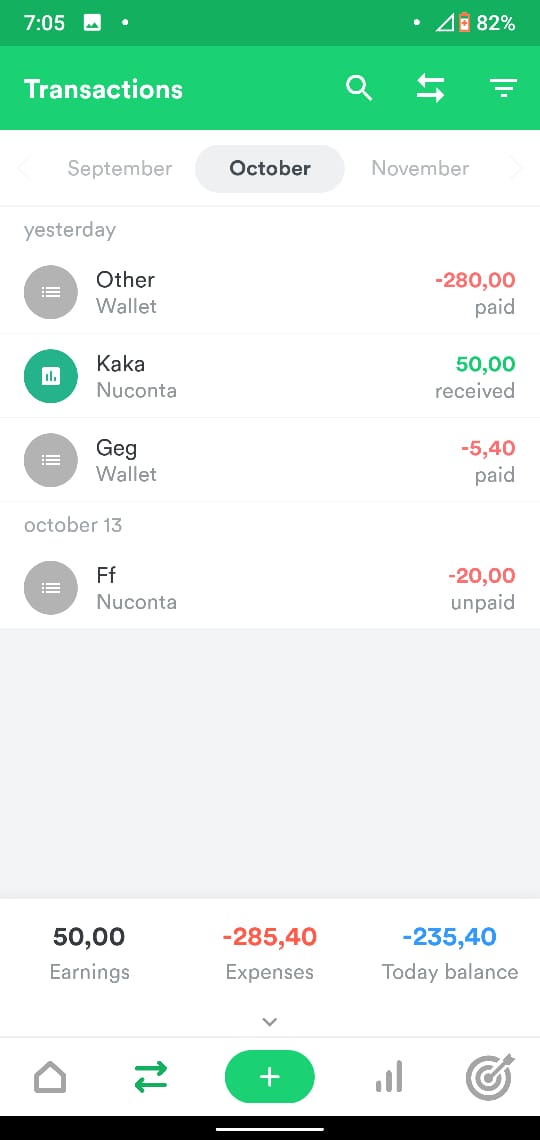 7:05
82%
Transactions
September
October
November
yesterday
Other
-280,00
Wallet
paid
Kaka
50,00
Nuconta
received
Geg
-5,40
Wallet
paid
october 13
Ff
-20,00
Nuconta
unpaid
50,00
-285,40
-235,40
Earnings
Expenses
Today balance